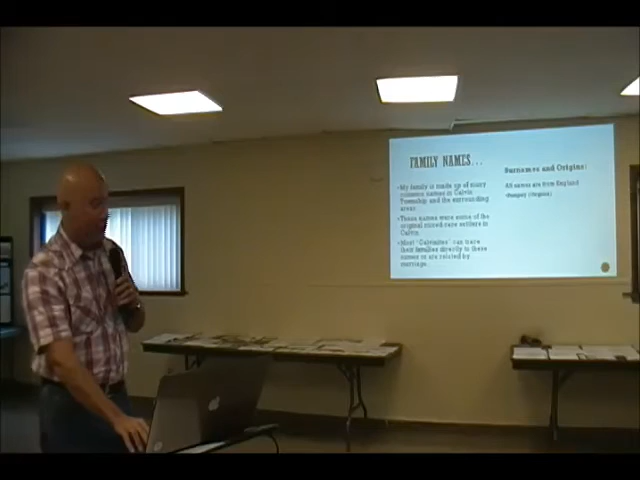 FAMILY NAMES...
• My family is made up of many
common names in Calvin
Township and the surrounding
areas
• These names were some of the
original mixed race settlers in
Calvin
• Most "Calvinites" can trace
their families directly to these
names or are related by
marriage.
Surnames and Origins:
All names are from England
(Virginia)